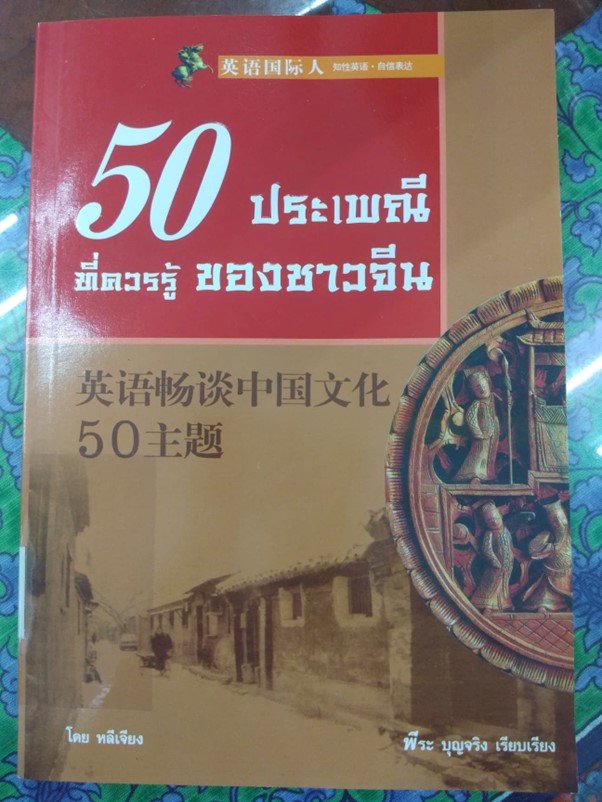 英语国际人 知性英语·自信表达
50 ประเพณี
ที่ควรรู้ ของชาวจีน
英语畅谈中国文化
50主题
โดย หลีเจียง
พีระ บุญจริง เรียบเรียง